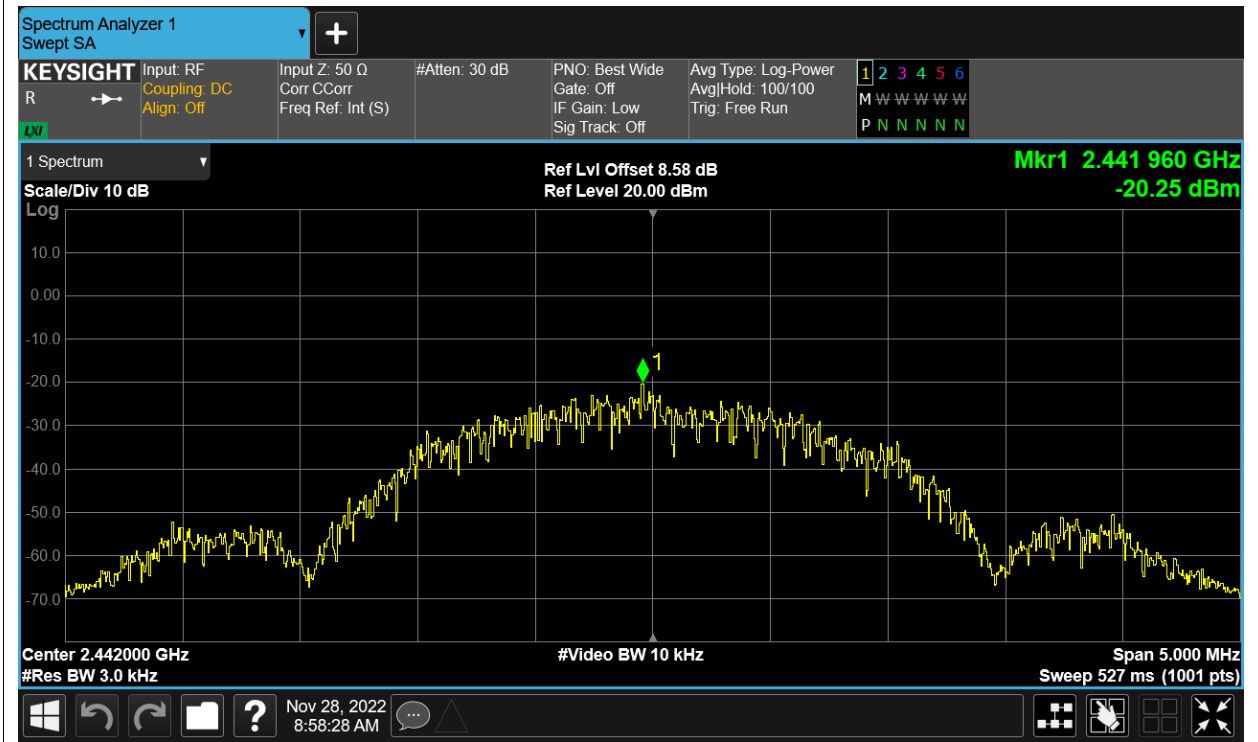 Spectrum Analyzer 1
Swept SA
+
KEYSIGHT
R
LXI
Input: RF
Coupling: DC
Align: Off
Input Z: 50 Ω
Corr CCorr
Freq Ref: Int (S)
#Atten: 30 dB
PNO: Best Wide
Gate: Off
IF Gain: Low
Sig Track: Off
Avg Type: Log-Power
Avg|Hold: 100/100
Trig: Free Run
1 2 3 4 5 6
M W W W W W
P N N N N N
1 Spectrum
Scale/Div 10 dB
Log
Ref Lvl Offset 8.58 dB
Ref Level 20.00 dBm
Mkr1 2.441 960 GHz
-20.25 dBm
10.0
0.00
-10.0
-20.0
-30.0
-40.0
-50.0
-60.0
-70.0
1
Center 2.442000 GHz
#Res BW 3.0 kHz
#Video BW 10 kHz
Span 5.000 MHz
Sweep 527 ms (1001 pts)
?
Nov 28, 2022
8:58:28 AM